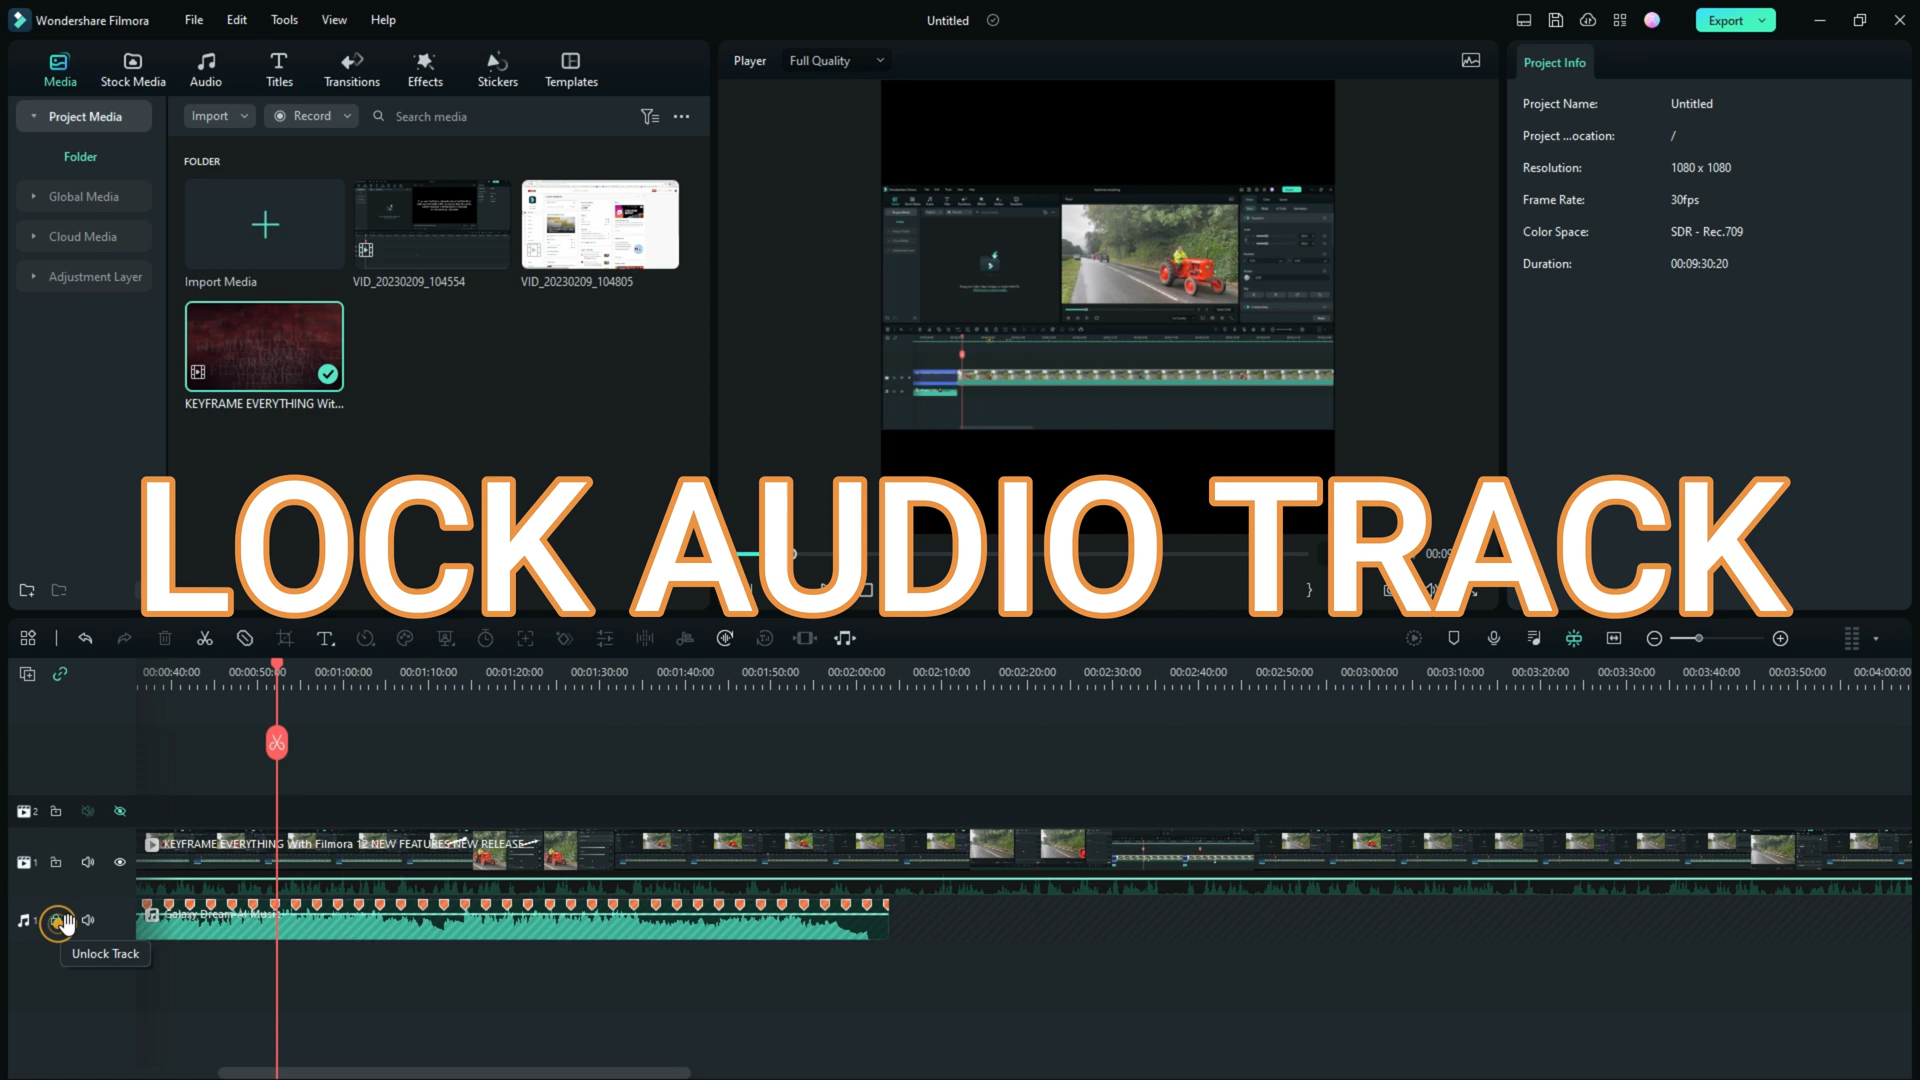 Wondershare Filmora File Edit Tools View Help Untitled Export
Media Stock Media Audio Titles Transitions Effects Stickers Templates
Player Full Quality
Project Info
Project Media
Import Record Search media
Folder
Global Media
Cloud Media
Adjustment Layer
FOLDER
Import Media
VID_20230209_104554
VID_20230209_104805
KEYFRAME EVERYTHING Wit...
Project Name: Untitled
Project ...ocation: /
Resolution: 1080 x 1080
Frame Rate: 30fps
Color Space: SDR - Rec.709
Duration: 00:09:30:20
LOCK AUDIO TRACK
00:00:40:00 00:00:50:00 00:01:00:00 00:01:10:00 00:01:20:00 00:01:30:00 00:01:40:00 00:01:50:00 00:02:00:00 00:02:10:00 00:02:20:00 00:02:30:00 00:02:40:00 00:02:50:00 00:03:00:00 00:03:10:00 00:03:20:00 00:03:30:00 00:03:40:00 00:03:50:00 00:04:00:00
2
1 KEYFRAME EVERYTHING With Filmora 12 NEW FEATURES NEW RELEASE
1 Galaxy Dream
Unlock Track